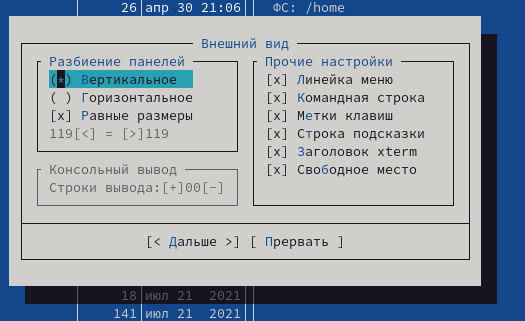 26 апр 30 21:06 ФС: /home
Внешний вид
Разбиение панелей
(*) Вертикальное
( ) Горизонтальное
[x] Равные размеры
119[<] = [>]119
Консольный вывод
Строки вывода:[+]00[-]
Прочие настройки
[x] Линейка меню
[x] Командная строка
[x] Метки клавиш
[x] Строка подсказки
[x] Заголовок xterm
[x] Свободное место
[< Дальше >] [ Прервать ]
18 июл 21 2021
141 июл 21 2021